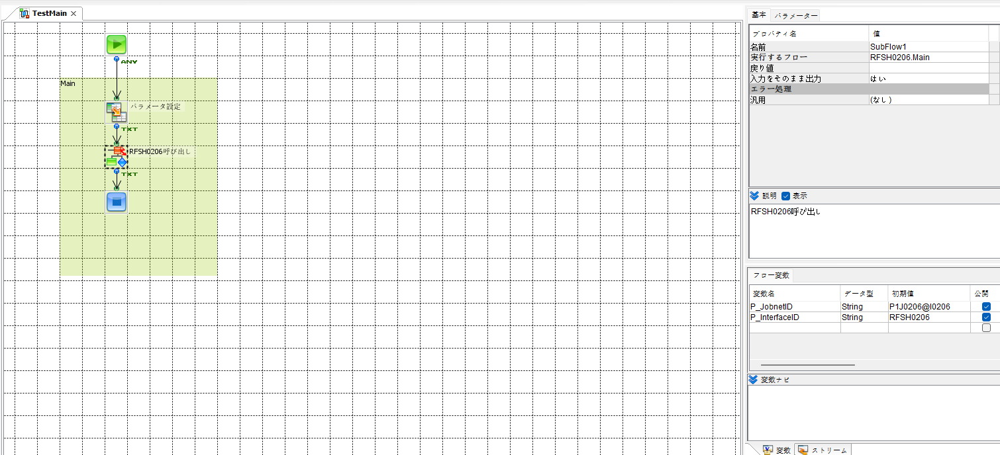 TestMain
ANY
Main
パラメータ設定
TXT
RFSH0206呼び出し
TXT
基本 パラメーター
プロパティ名 値
名前 SubFlow1
実行するフロー RFSH0206.Main
戻り値
入力をそのまま出力 はい
エラー処理
汎用 (なし)
説明 表示
RFSH0206呼び出し
フロー変数
変数名 データ型 初期値 公開
P_JobnetID String P1J0206@I0206
P_InterfaceID String RFSH0206
変数ナビ
変数 ストリーム